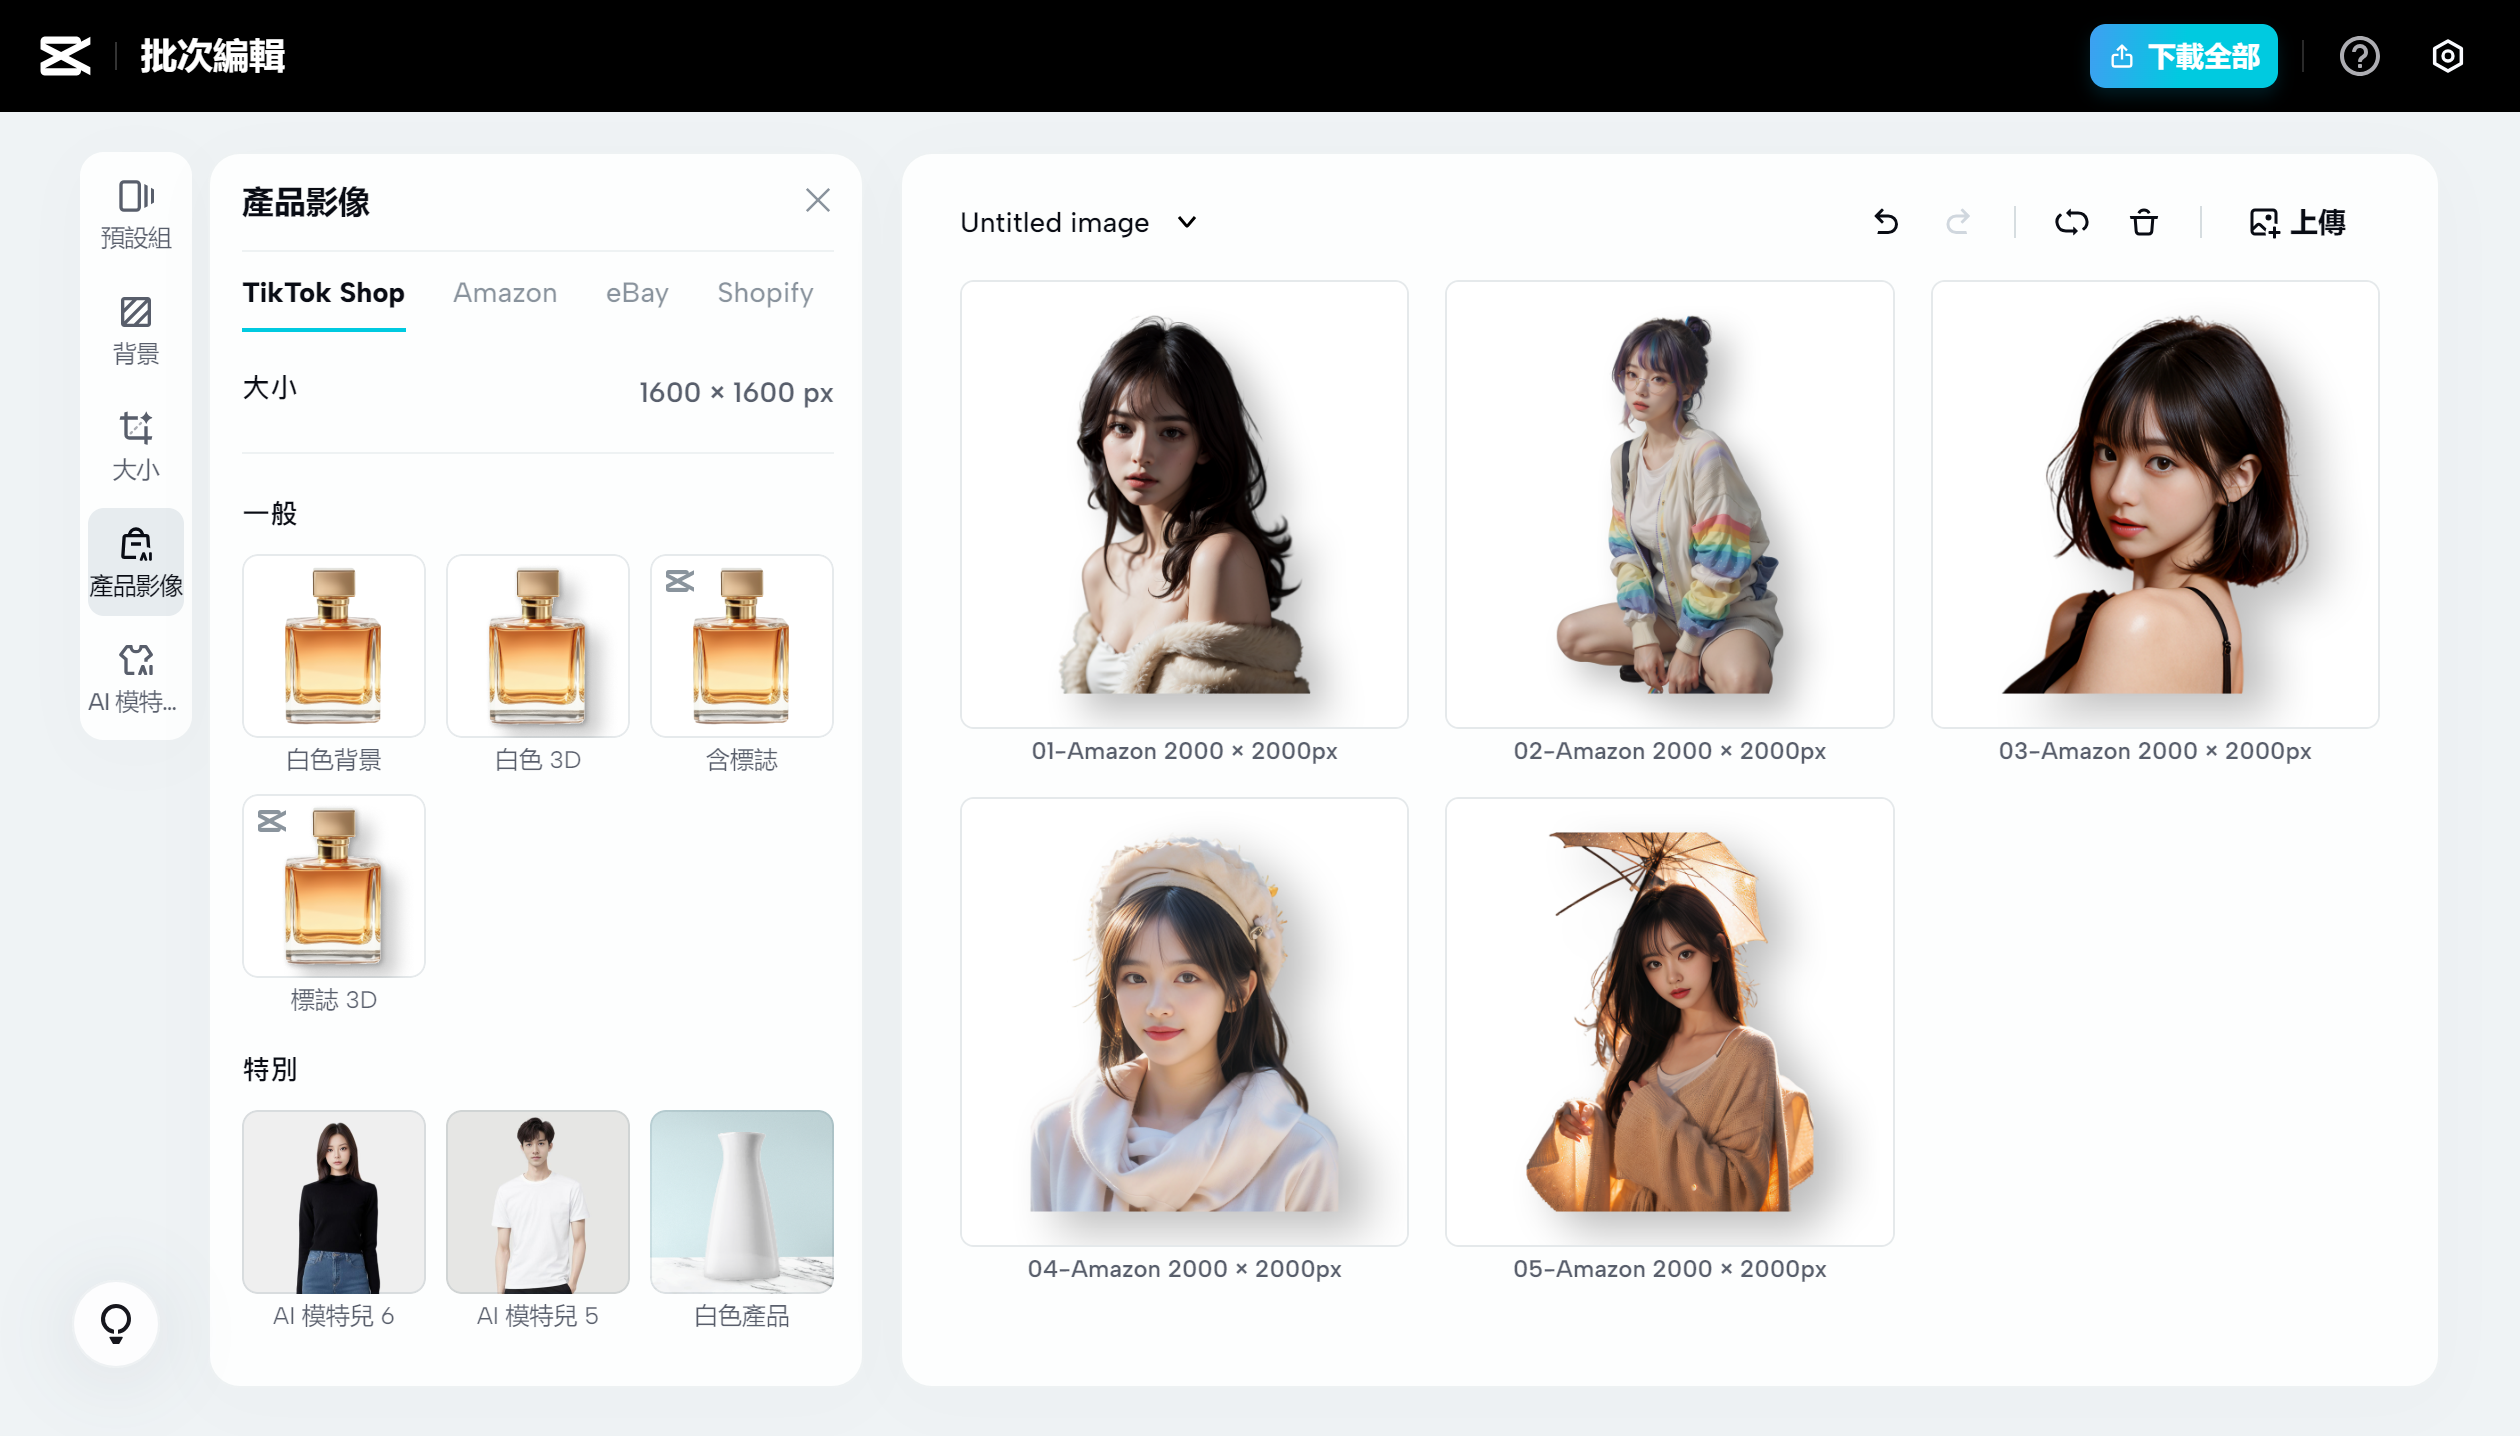 批次編輯
下載全部
預設組
背景
大小
產品影像
AI 模特...
產品影像
TikTok Shop
Amazon
eBay
Shopify
大小
1600 × 1600 px
一般
白色背景
白色 3D
含標誌
標誌 3D
特別
AI 模特兒 6
AI 模特兒 5
白色產品
Untitled image
上傳
01-Amazon 2000 × 2000px
02-Amazon 2000 × 2000px
03-Amazon 2000 × 2000px
04-Amazon 2000 × 2000px
05-Amazon 2000 × 2000px